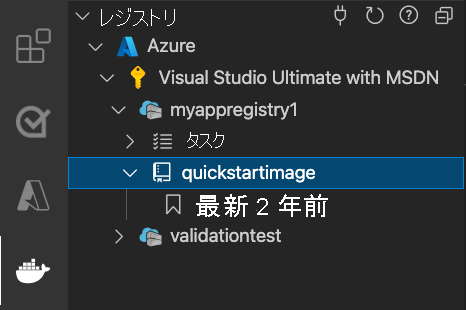 レジストリ
Azure
Visual Studio Ultimate with MSDN
myappregistry1
タスク
quickstartimage
最新 2 年前
validationtest